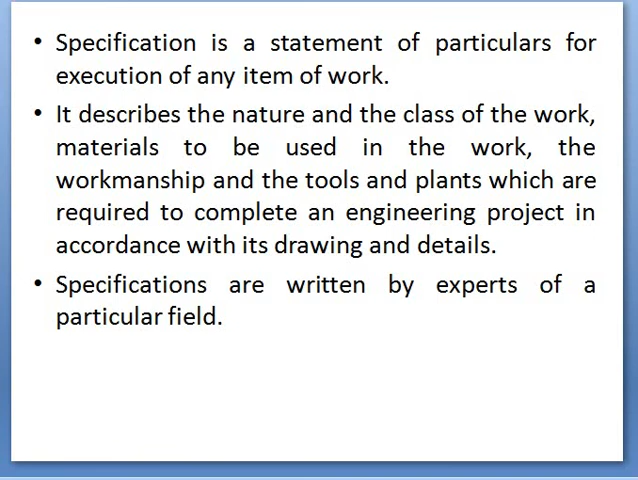 • Specification is a statement of particulars for
execution of any item of work.
• It describes the nature and the class of the work,
materials to be used in the work, the
workmanship and the tools and plants which are
required to complete an engineering project in
accordance with its drawing and details.
• Specifications are written by experts of a
particular field.